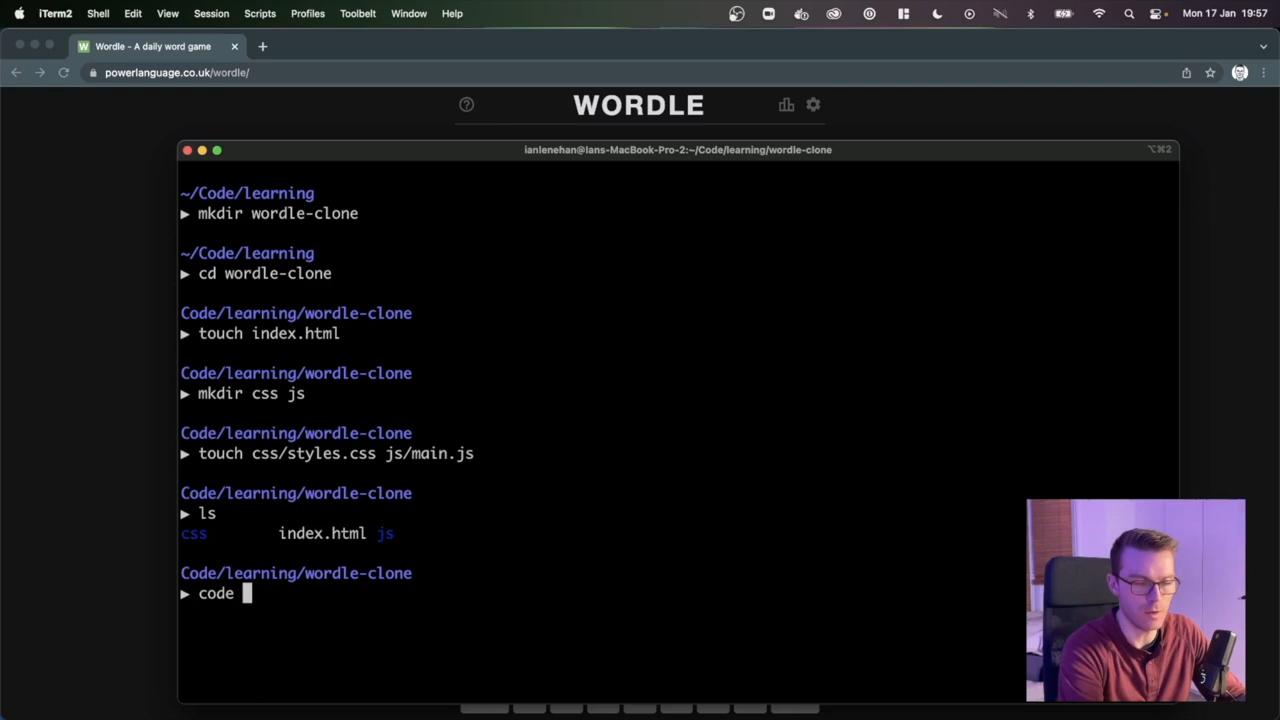 iTerm2 Shell Edit View Session Scripts Profiles Toolbelt Window Help Mon 17 Jan 19:57
W Wordle - A daily word game
powerlanguage.co.uk/wordle/
WORDLE
ianlenehan@Ians-MacBook-Pro-2:~/Code/learning/wordle-clone ⌥⌘2
~/Code/learning
▶ mkdir wordle-clone
~/Code/learning
▶ cd wordle-clone
Code/learning/wordle-clone
▶ touch index.html
Code/learning/wordle-clone
▶ mkdir css js
Code/learning/wordle-clone
▶ touch css/styles.css js/main.js
Code/learning/wordle-clone
▶ ls
css index.html js
Code/learning/wordle-clone
▶ code